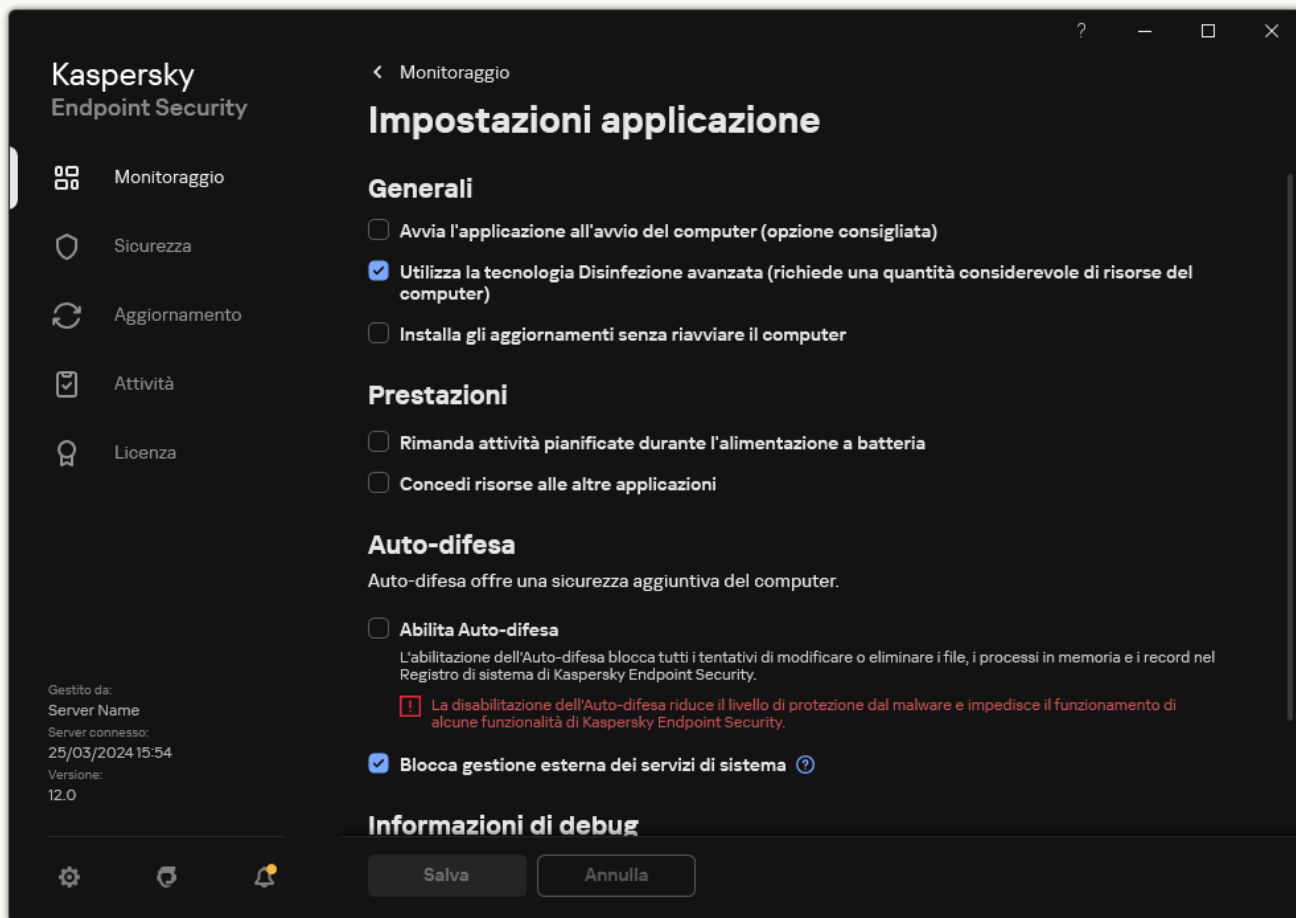 ?
Kaspersky
Endpoint Security
Monitoraggio
Sicurezza
Aggiornamento
Attività
Licenza
Gestito da:
Server Name
Server connesso:
25/03/2024 15:54
Versione:
12.0
Monitoraggio
Impostazioni applicazione
Generali
Avvia l'applicazione all'avvio del computer (opzione consigliata)
Utilizza la tecnologia Disinfezione avanzata (richiede una quantità considerevole di risorse del
computer)
Installa gli aggiornamenti senza riavviare il computer
Prestazioni
Rimanda attività pianificate durante l'alimentazione a batteria
Concedi risorse alle altre applicazioni
Auto-difesa
Auto-difesa offre una sicurezza aggiuntiva del computer.
Abilita Auto-difesa
L'abilitazione dell'Auto-difesa blocca tutti i tentativi di modificare o eliminare i file, i processi in memoria e i record nel
Registro di sistema di Kaspersky Endpoint Security.
La disabilitazione dell'Auto-difesa riduce il livello di protezione dal malware e impedisce il funzionamento di
alcune funzionalità di Kaspersky Endpoint Security.
Blocca gestione esterna dei servizi di sistema ?
Informazioni di debug
Salva
Annulla